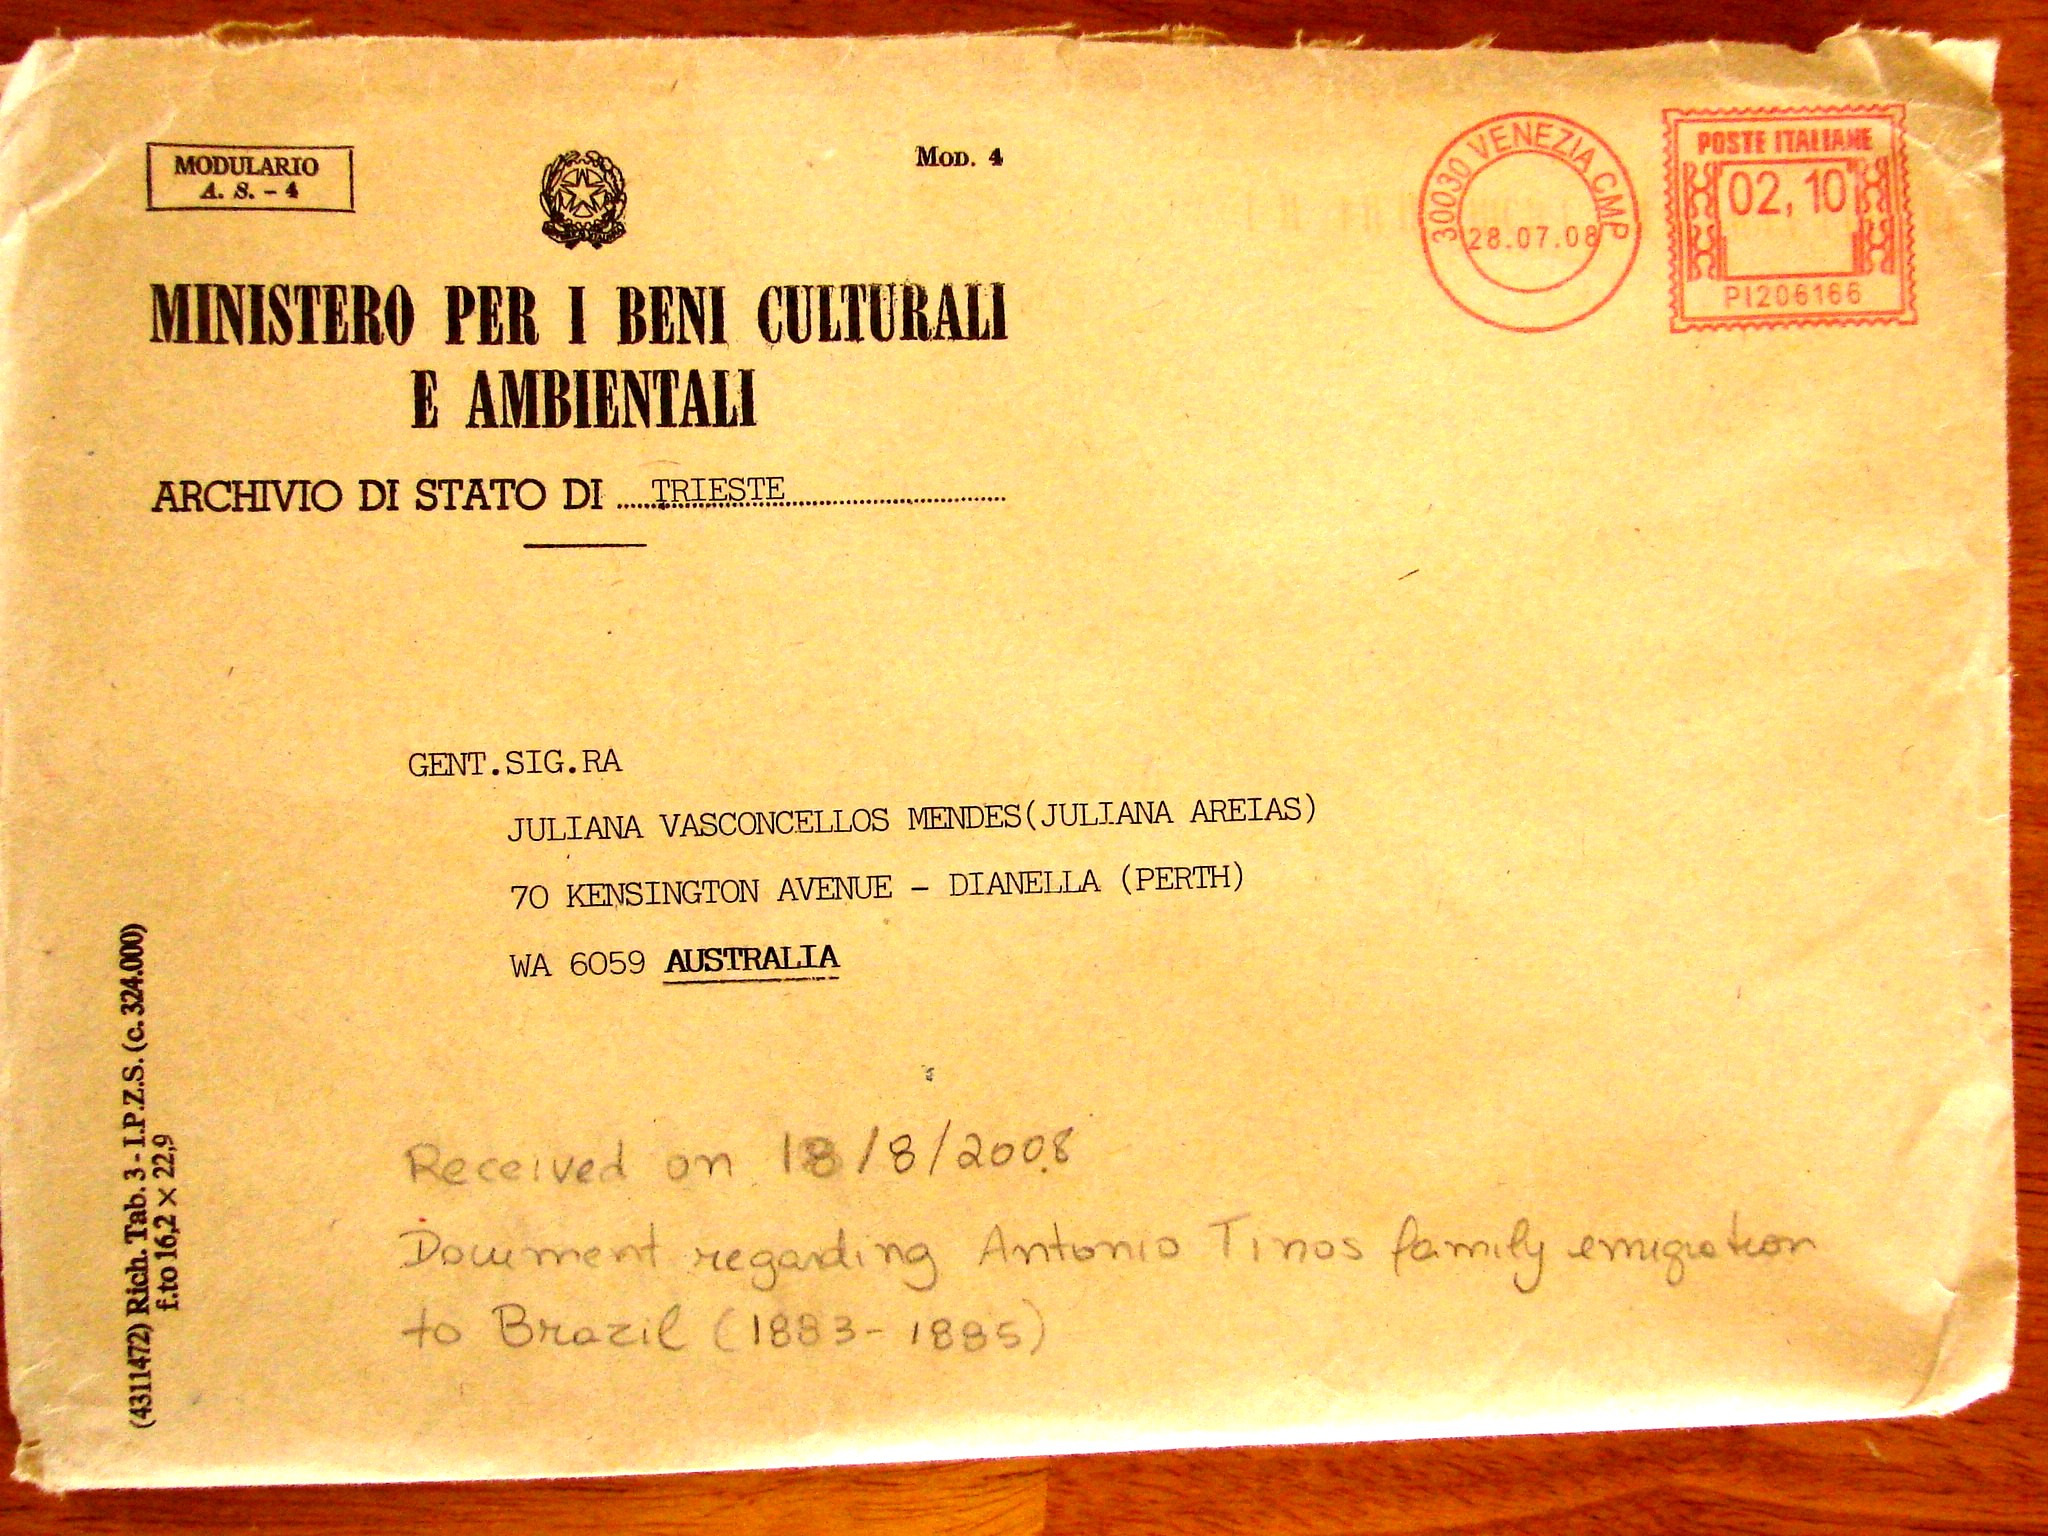 MODULARIO
A. S. - 4
Mod. 4
MINISTERO PER I BENI CULTURALI
E AMBIENTALI
ARCHIVIO DI STATO DI TRIESTE
30030 VENEZIA CMP
28.07.08
POSTE ITALIANE
02,10
PI206166
GENT.SIG.RA
JULIANA VASCONCELLOS MENDES(JULIANA AREIAS)
70 KENSINGTON AVENUE - DIANELLA (PERTH)
WA 6059 AUSTRALIA
Received on 18/8/2008
Document regarding Antonio Tinos family emigration
to Brazil (1883-1885)
(4311472) Rich. Tab. 3 - I.P.Z.S. (c. 324.000)
f.to 16,2 × 22,9